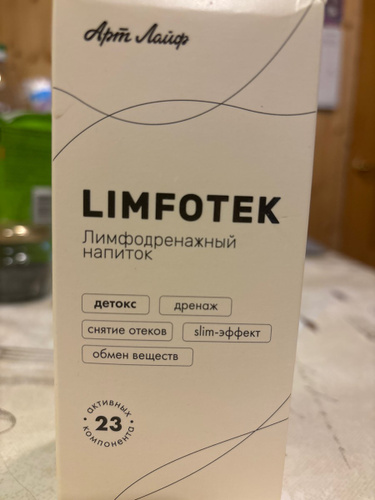 Арт Лайф
LIMFOTEK
Лимфодренажный
напиток
детокс
дренаж
снятие отеков
slim-эффект
обмен веществ
активных
23
компонента